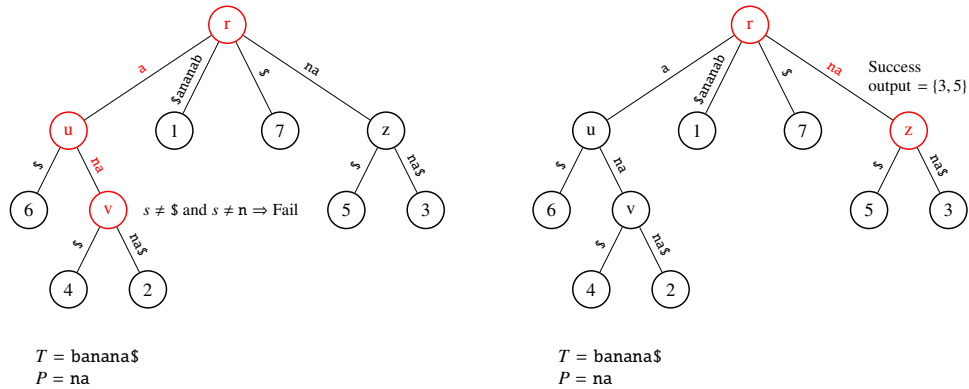 r
a
$ananab
$
na
u
1
7
z
$
na
$
na$
6
v
s ≠ $ and s ≠ n ⇒ Fail
5
3
$
na$
4
2
T = banana$
P = na
r
a
$ananab
$
na
Success
output = {3, 5}
u
1
7
z
$
na
$
na$
6
v
5
3
$
na$
4
2
T = banana$
P = na